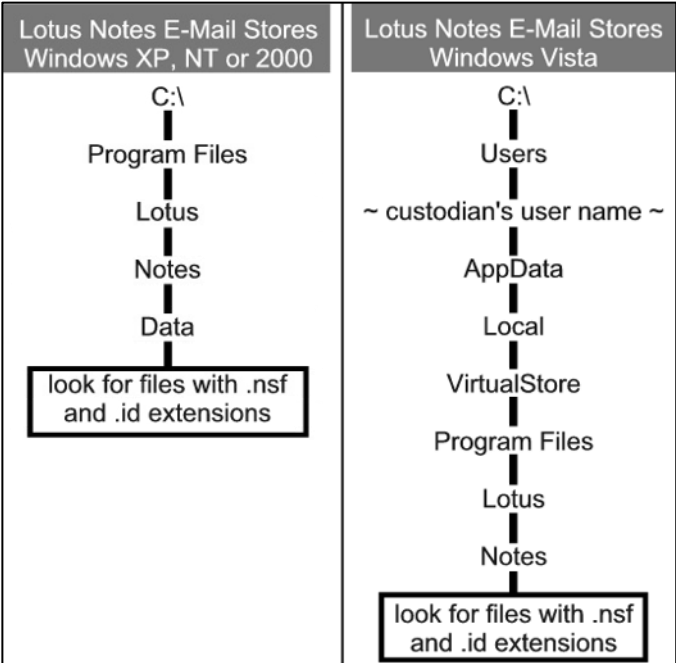 Lotus Notes E-Mail Stores
Windows XP, NT or 2000
C:\
Program Files
Lotus
Notes
Data
look for files with .nsf
and .id extensions
Lotus Notes E-Mail Stores
Windows Vista
C:\
Users
~ custodian's user name ~
AppData
Local
VirtualStore
Program Files
Lotus
Notes
look for files with .nsf
and .id extensions